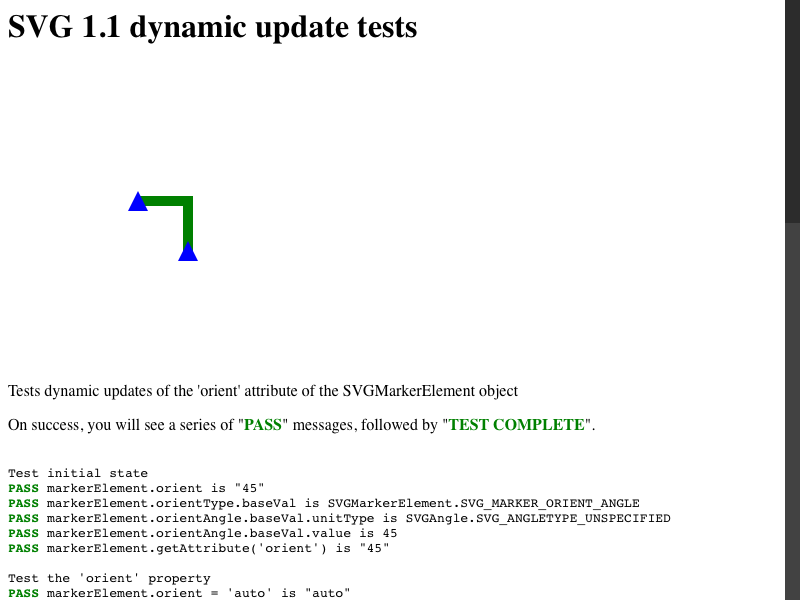 SVG 1.1 dynamic update tests
Tests dynamic updates of the 'orient' attribute of the SVGMarkerElement object
On success, you will see a series of "PASS" messages, followed by "TEST COMPLETE".
Test initial state
PASS markerElement.orient is "45"
PASS markerElement.orientType.baseVal is SVGMarkerElement.SVG_MARKER_ORIENT_ANGLE
PASS markerElement.orientAngle.baseVal.unitType is SVGAngle.SVG_ANGLETYPE_UNSPECIFIED
PASS markerElement.orientAngle.baseVal.value is 45
PASS markerElement.getAttribute('orient') is "45"
Test the 'orient' property
PASS markerElement.orient = 'auto' is "auto"